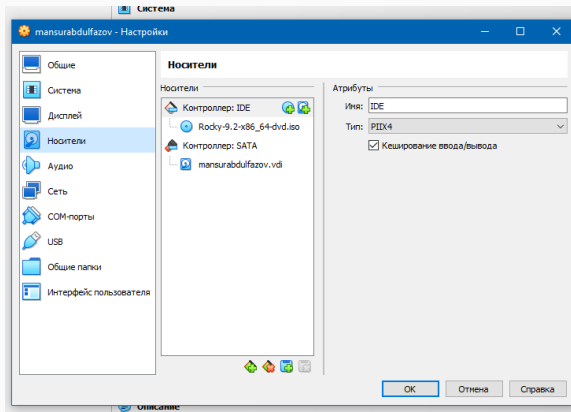 Система
mansurabdulfazov - Настройки
Общие
Система
Дисплей
Носители
Аудио
Сеть
COM-порты
USB
Общие папки
Интерфейс пользователя
Носители
Носители
Контроллер: IDE
Rocky-9.2-x86_64-dvd.iso
Контроллер: SATA
mansurabdulfazov.vdi
Атрибуты
Имя: IDE
Тип: PIIX4
Кеширование ввода/вывода
OK Отмена Справка
Описание